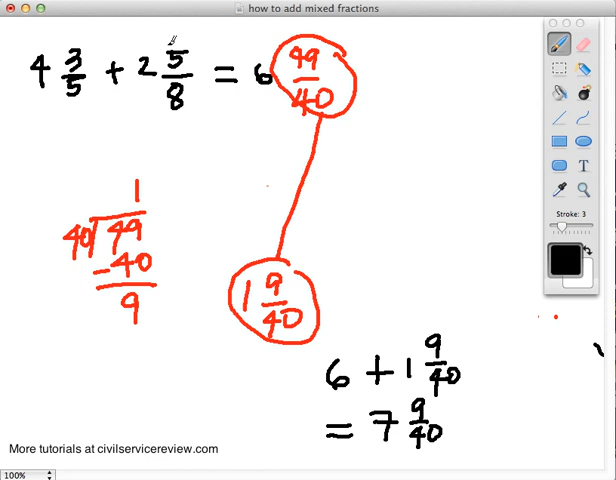 how to add mixed fractions
4 3/5 + 2 5/8 = 6 49/40
1
40 49
-40
9
1 9/40
6 + 1 9/40
= 7 9/40
T
Stroke: 3
More tutorials at civilservicereview.com
100%